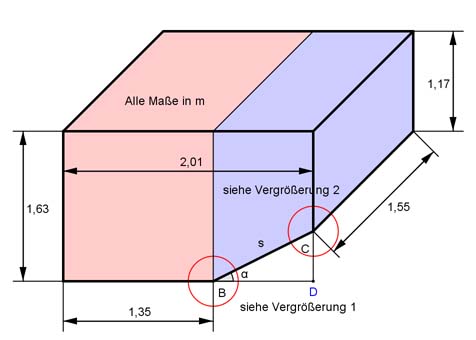 1,17
Alle Maße in m
2,01
siehe Vergrößerung 2
1,63
1,55
s
C
α
B
D
siehe Vergrößerung 1
1,35